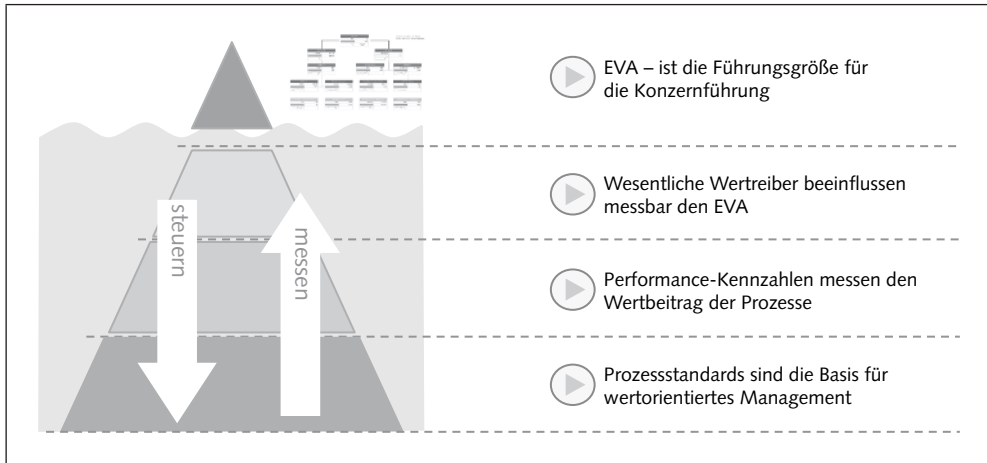 EVA – ist die Führungsgröße für
die Konzernführung
Wesentliche Wertreiber beeinflussen
messbar den EVA
steuern
messen
Performance-Kennzahlen messen den
Wertbeitrag der Prozesse
Prozessstandards sind die Basis für
wertorientiertes Management